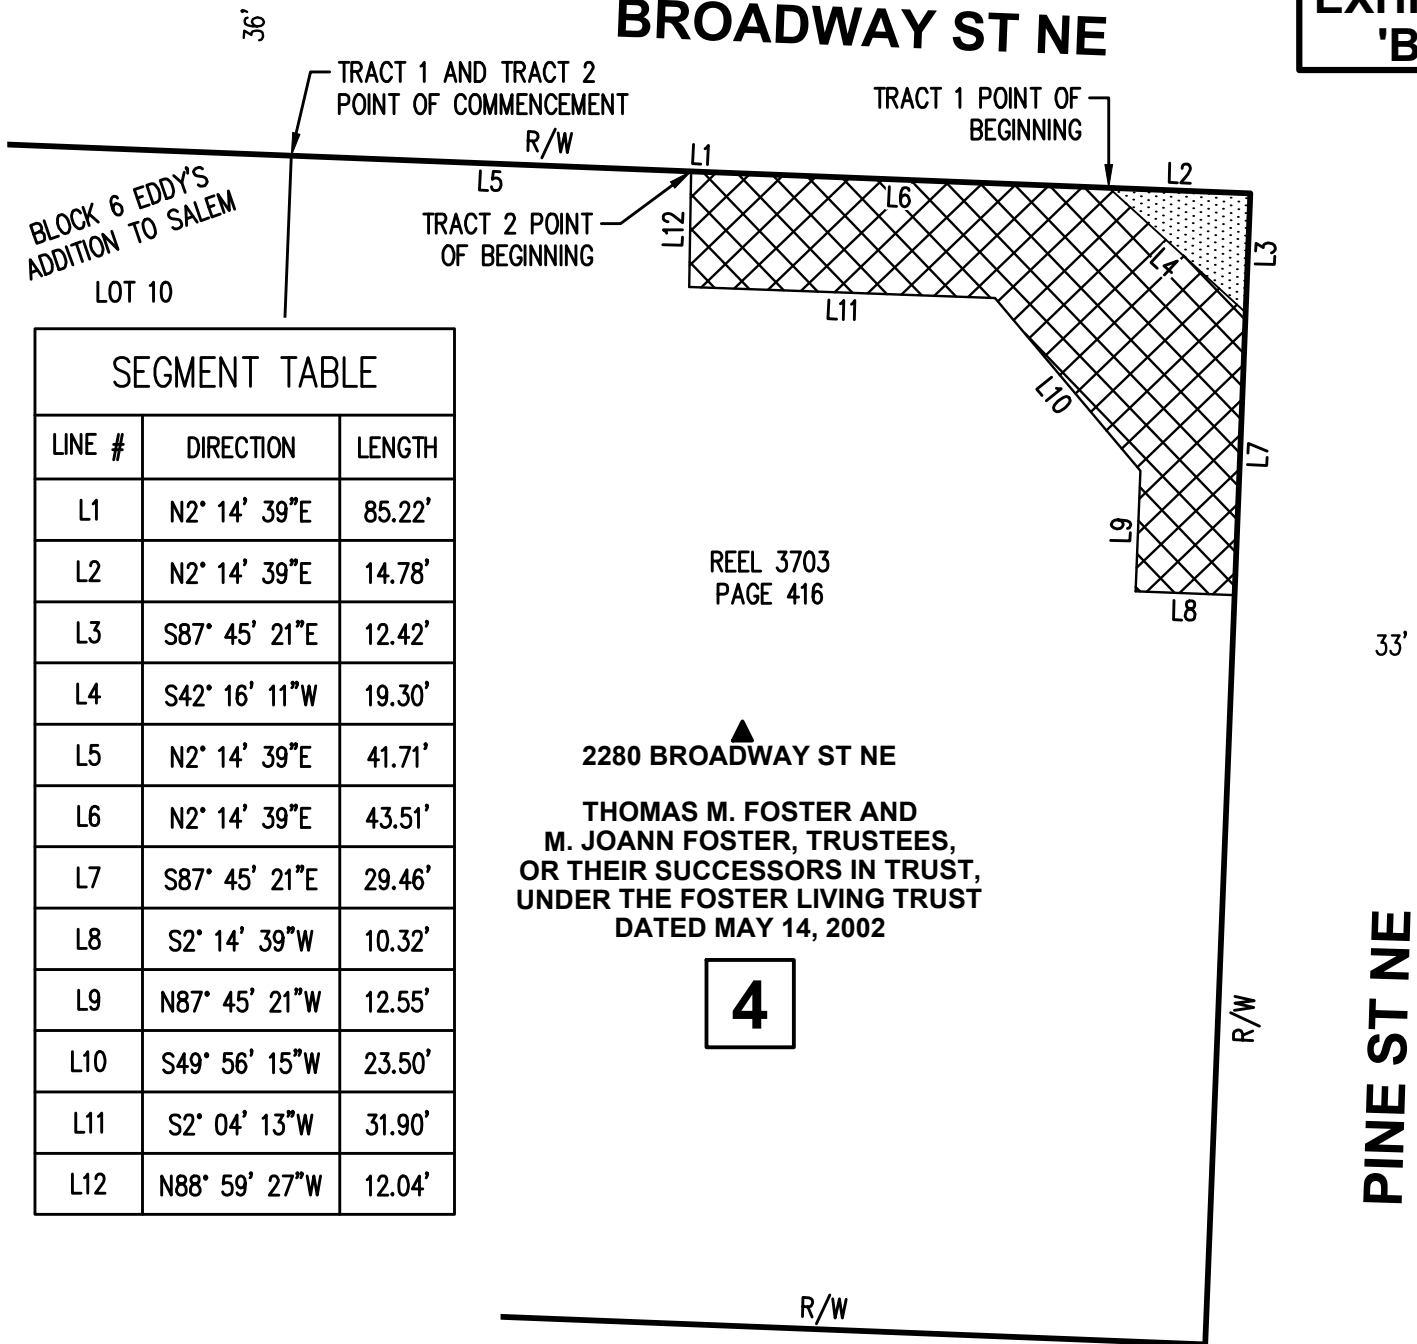 36'
BROADWAY ST NE
'B
TRACT 1 AND TRACT 2
POINT OF COMMENCEMENT
TRACT 1 POINT OF
BEGINNING
R/W
L1
L2
L5
L6
BLOCK 6 EDDY'S
ADDITION TO SALEM
LOT 10
TRACT 2 POINT
OF BEGINNING
L12
L4
L3
L11
L10
L7
L9
L8
SEGMENT TABLE
LINE # DIRECTION LENGTH
L1 N2° 14' 39"E 85.22'
L2 N2° 14' 39"E 14.78'
L3 S87° 45' 21"E 12.42'
L4 S42° 16' 11"W 19.30'
L5 N2° 14' 39"E 41.71'
L6 N2° 14' 39"E 43.51'
L7 S87° 45' 21"E 29.46'
L8 S2° 14' 39"W 10.32'
L9 N87° 45' 21"W 12.55'
L10 S49° 56' 15"W 23.50'
L11 S2° 04' 13"W 31.90'
L12 N88° 59' 27"W 12.04'
REEL 3703
PAGE 416
33'
2280 BROADWAY ST NE
THOMAS M. FOSTER AND
M. JOANN FOSTER, TRUSTEES,
OR THEIR SUCCESSORS IN TRUST,
UNDER THE FOSTER LIVING TRUST
DATED MAY 14, 2002
4
R/W
PINE ST NE
R/W